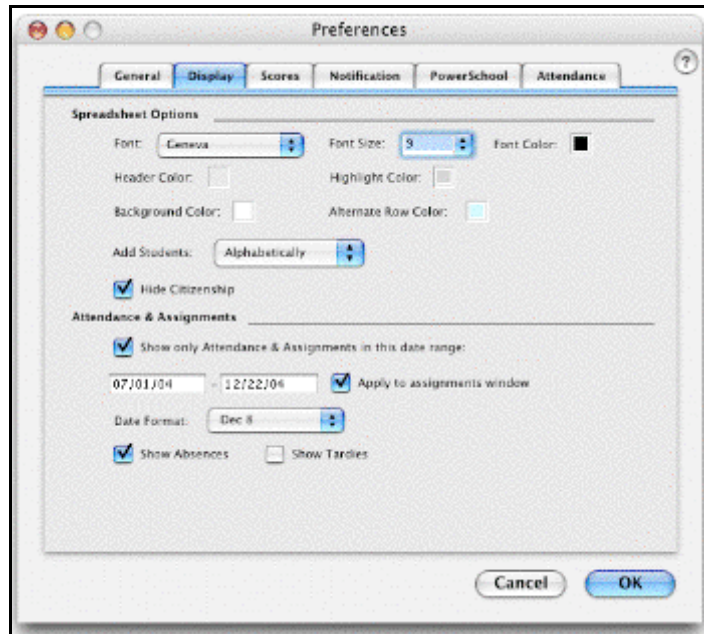 Preferences
?
General Display Scores Notification PowerSchool Attendance
Spreadsheet Options
Font: Geneva Font Size: 9 Font Color:
Header Color: Highlight Color:
Background Color: Alternate Row Color:
Add Students: Alphabetically
Hide Citizenship
Attendance & Assignments
Show only Attendance & Assignments in this date range:
07/01/04 - 12/22/04 Apply to assignments window
Date Format: Dec 8
Show Absences Show Tardies
Cancel OK